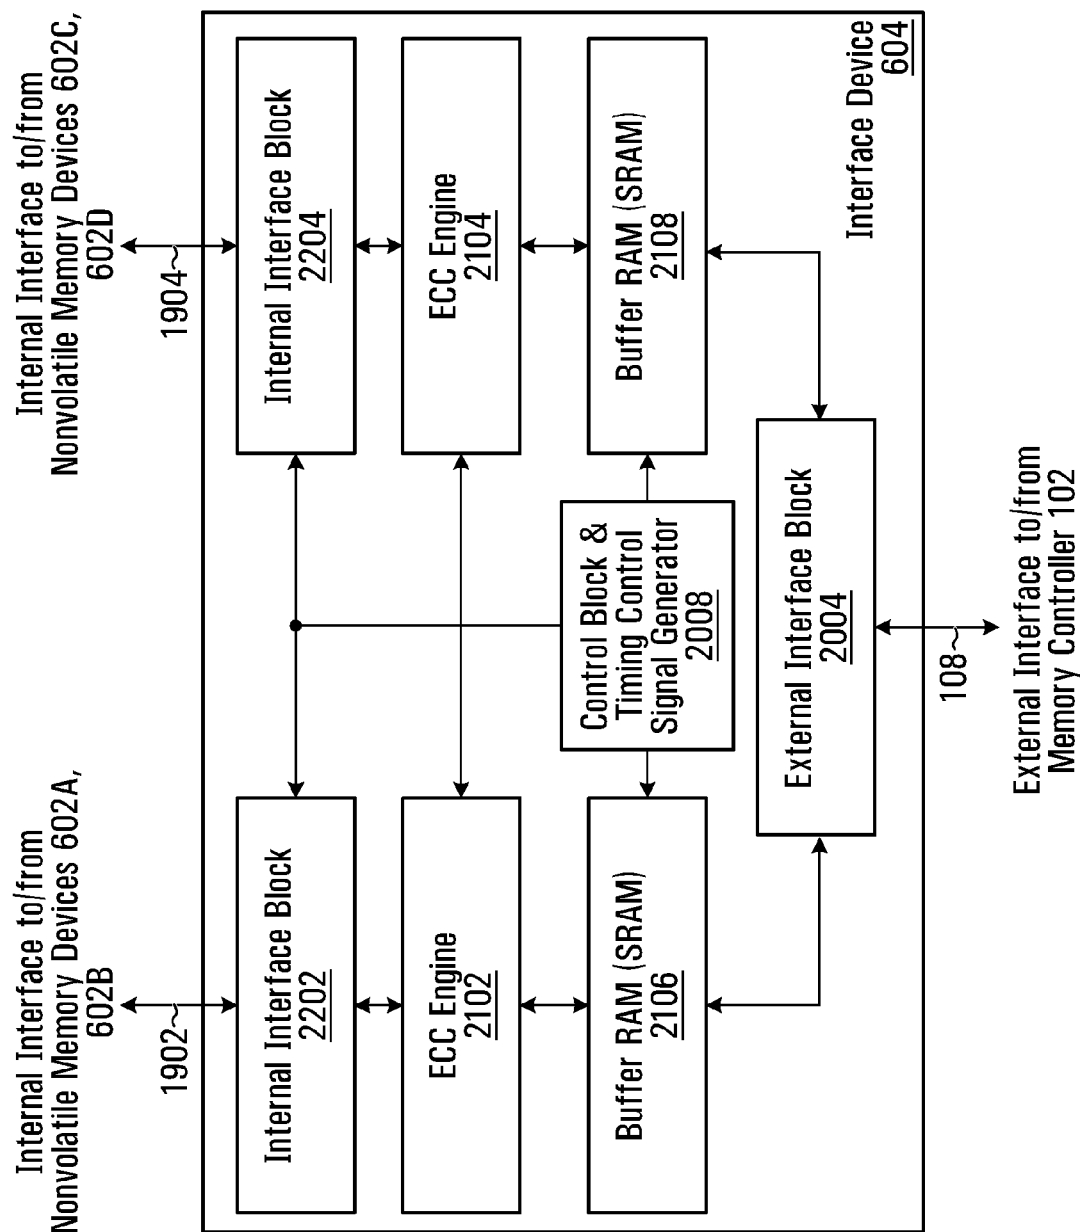 Internal Interface to/from
Nonvolatile Memory Devices 602A,
602B
1902
Internal Interface to/from
Nonvolatile Memory Devices 602C,
602D
1904
Internal Interface Block
2202
Internal Interface Block
2204
ECC Engine
2102
ECC Engine
2104
Buffer RAM (SRAM)
2106
Control Block &
Timing Control
Signal Generator
2008
Buffer RAM (SRAM)
2108
External Interface Block
2004
Interface Device
604
108
External Interface to/from
Memory Controller 102